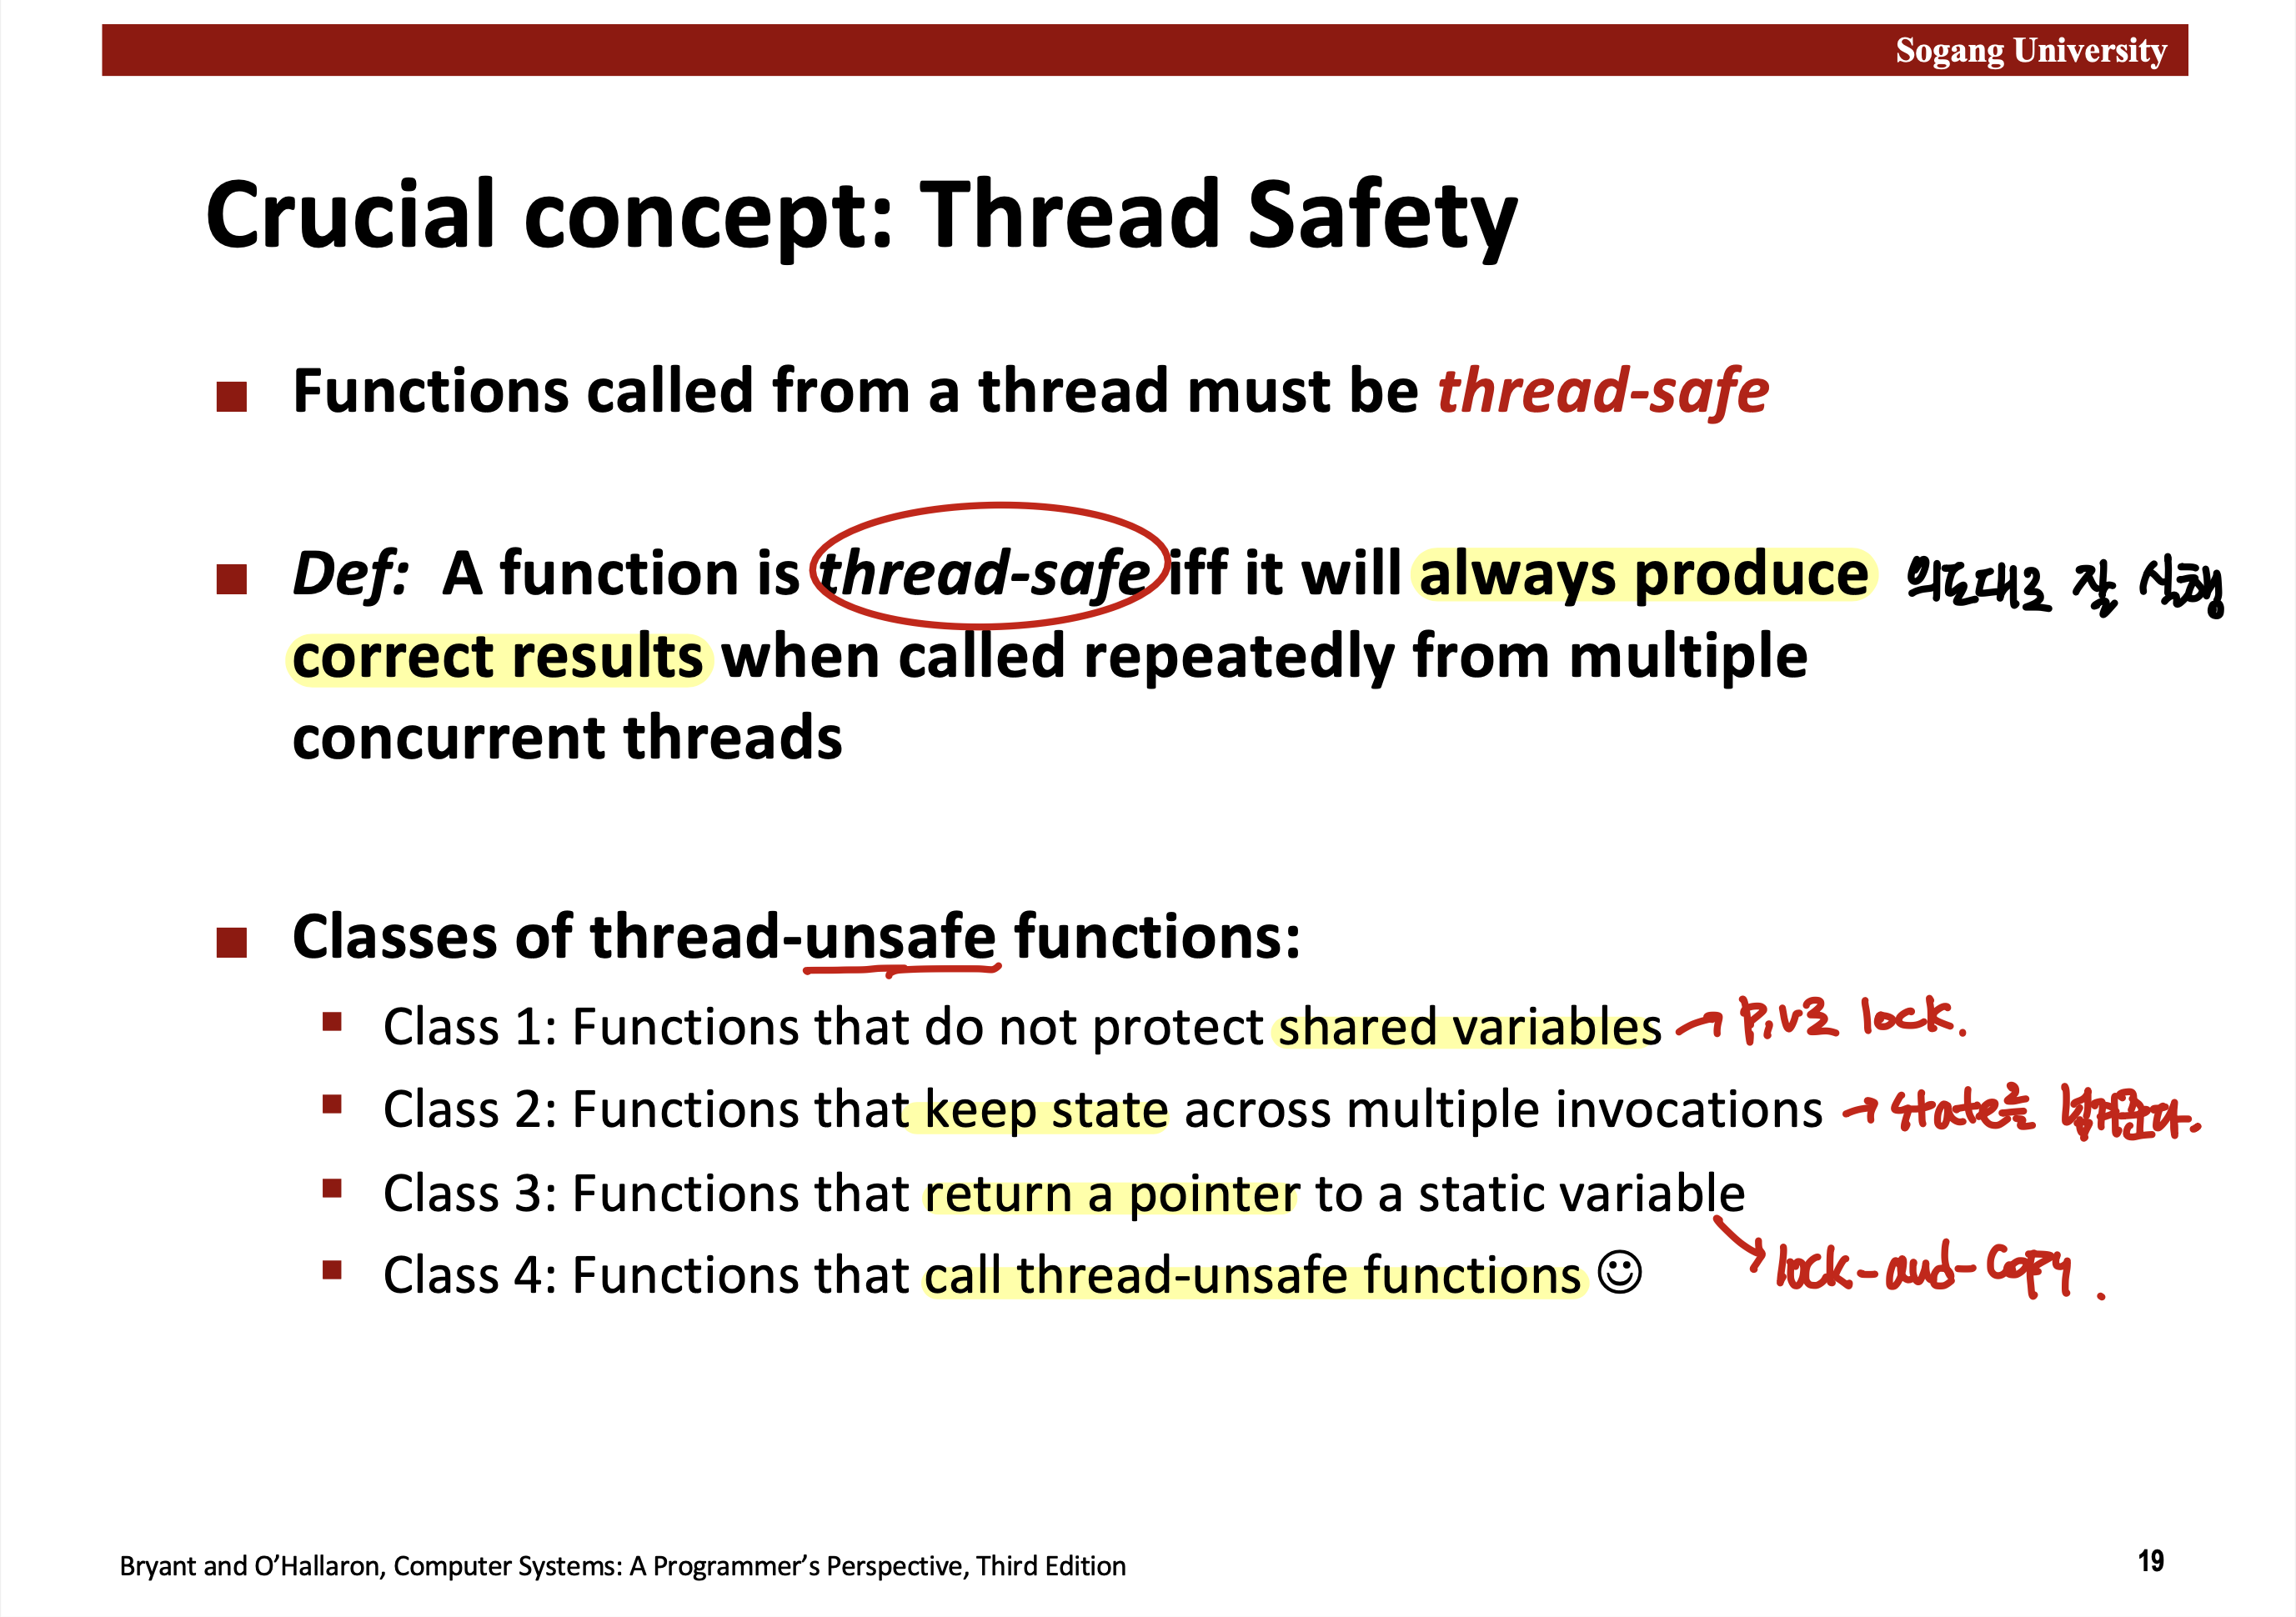 Sogang University
Crucial concept: Thread Safety
Functions called from a thread must be thread-safe
Def: A function is thread-safe iff it will always produce 의도대로 잘 실행
correct results when called repeatedly from multiple
concurrent threads
Classes of thread-unsafe functions:
Class 1: Functions that do not protect shared variables → P,V로 lock.
Class 2: Functions that keep state across multiple invocations → state를
Class 3: Functions that return a pointer to a static variable
Class 4: Functions that call thread-unsafe functions ☺ lock-and-copy.
Bryant and O’Hallaron, Computer Systems: A Programmer’s Perspective, Third Edition
19